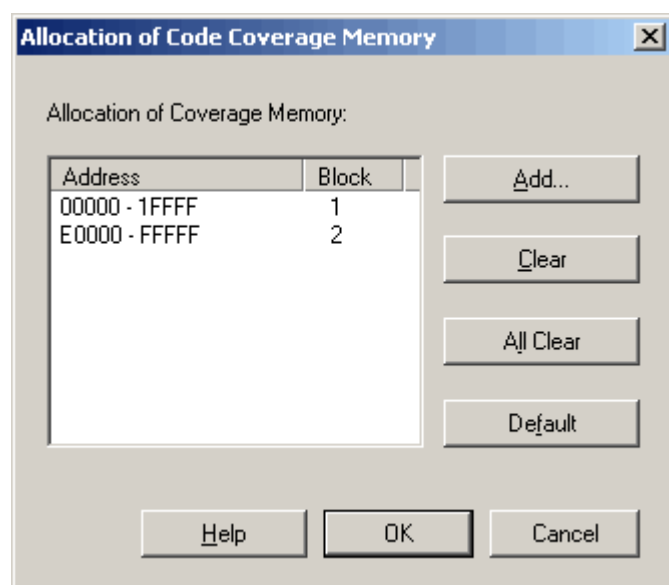 Allocation of Code Coverage Memory
Allocation of Coverage Memory:
Address Block
00000 - 1FFFF 1
E0000 - FFFFF 2
Add...
Clear
All Clear
Default
Help OK Cancel